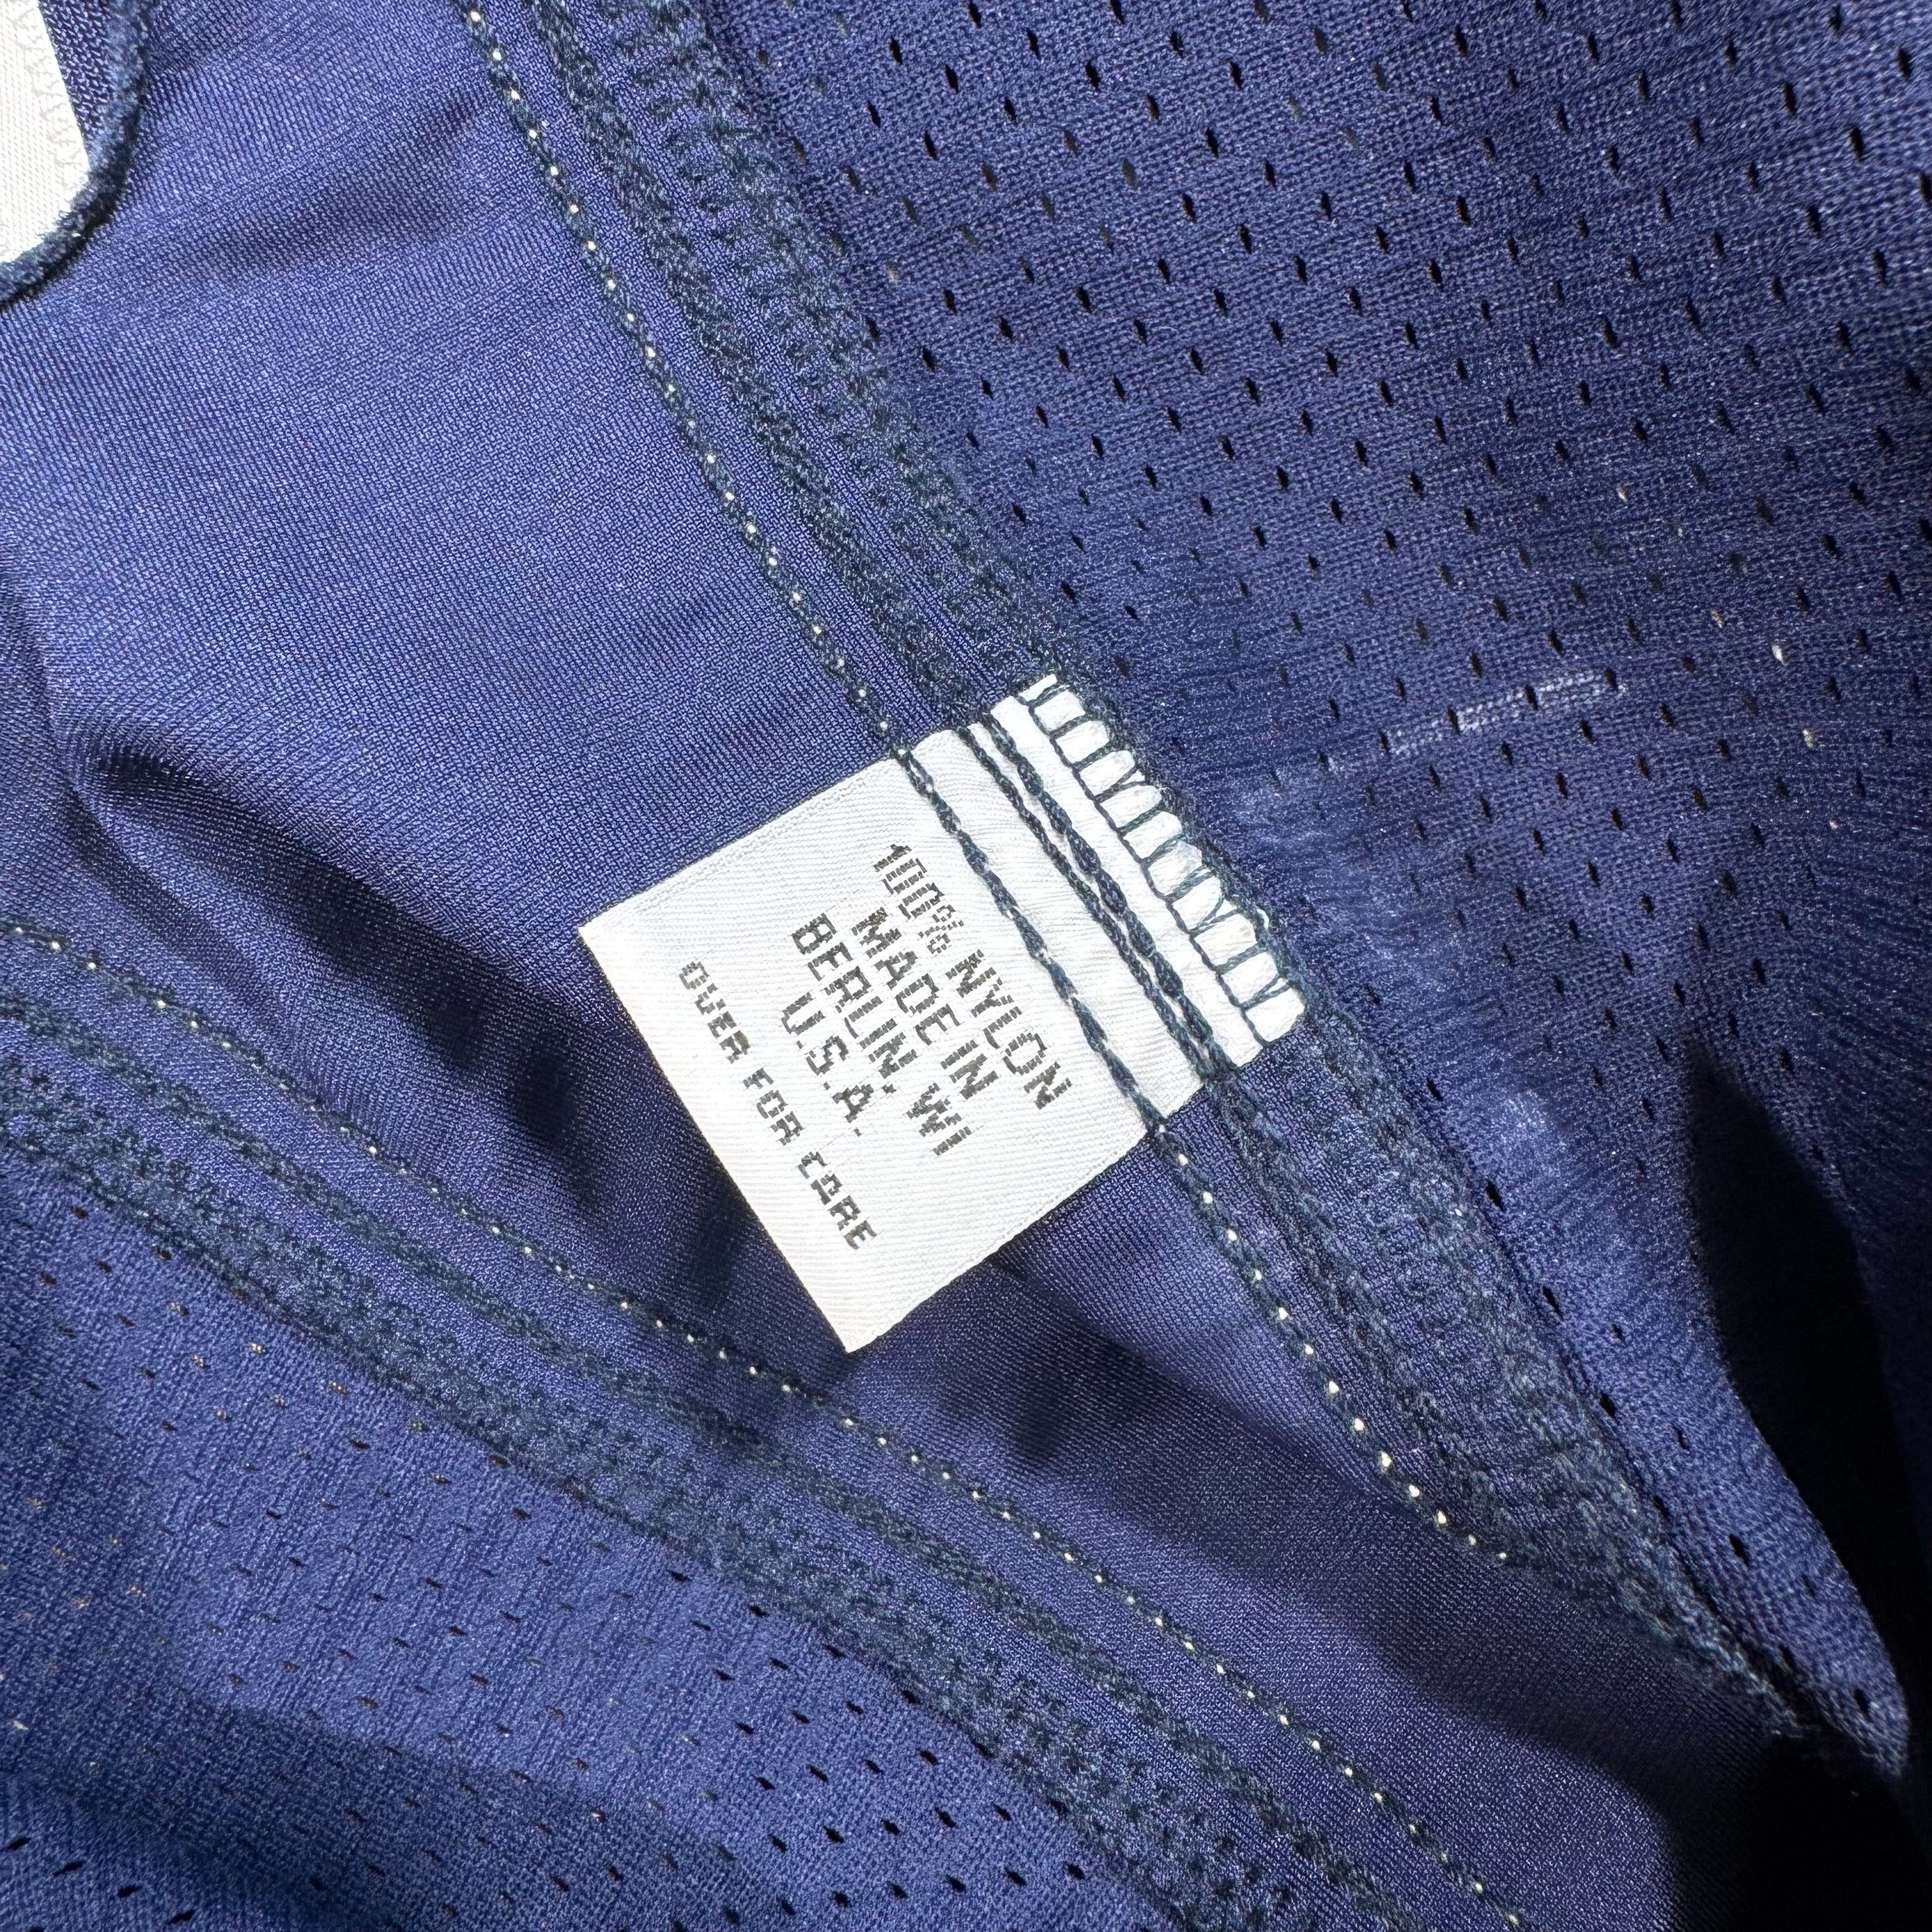 100% NYLON
MADE IN
BERLIN, WI
U.S.A.
OVER FOR CARE